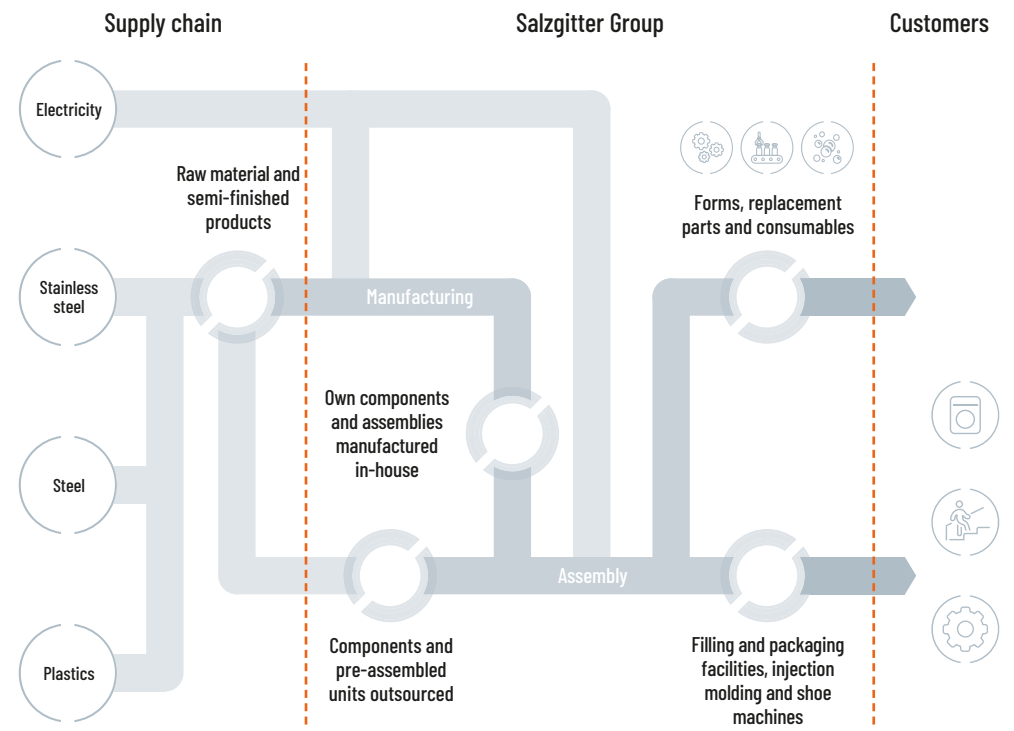 Supply chain
Salzgitter Group
Customers
Electricity
Raw material and
semi-finished
products
Forms, replacement
parts and consumables
Stainless
steel
Manufacturing
Own components
and assemblies
manufactured
in-house
Steel
Assembly
Components and
pre-assembled
units outsourced
Filling and packaging
facilities, injection
molding and shoe
machines
Plastics